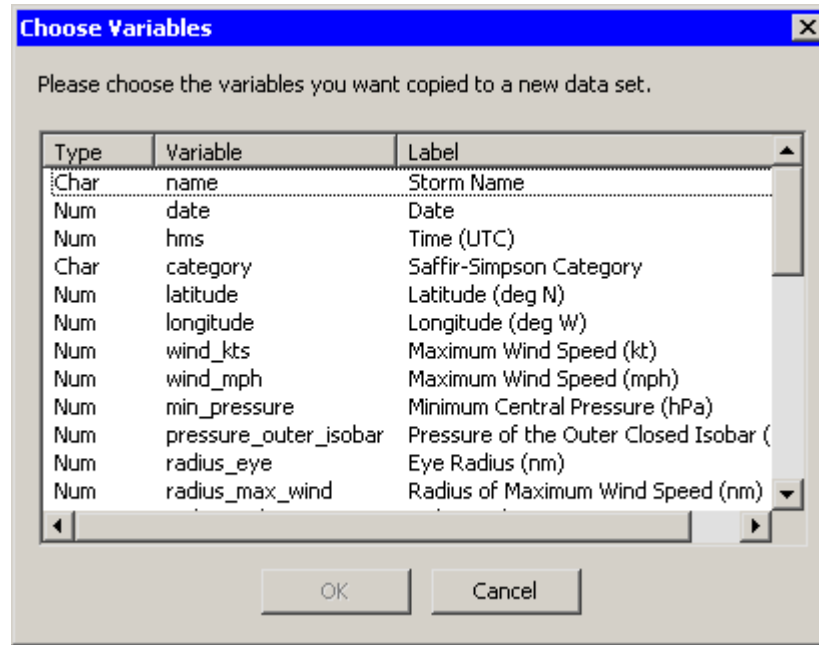 Choose Variables
Please choose the variables you want copied to a new data set.
Type Variable Label
Char name Storm Name
Num date Date
Num hms Time (UTC)
Char category Saffir-Simpson Category
Num latitude Latitude (deg N)
Num longitude Longitude (deg W)
Num wind_kts Maximum Wind Speed (kt)
Num wind_mph Maximum Wind Speed (mph)
Num min_pressure Minimum Central Pressure (hPa)
Num pressure_outer_isobar Pressure of the Outer Closed Isobar (
Num radius_eye Eye Radius (nm)
Num radius_max_wind Radius of Maximum Wind Speed (nm)
OK Cancel